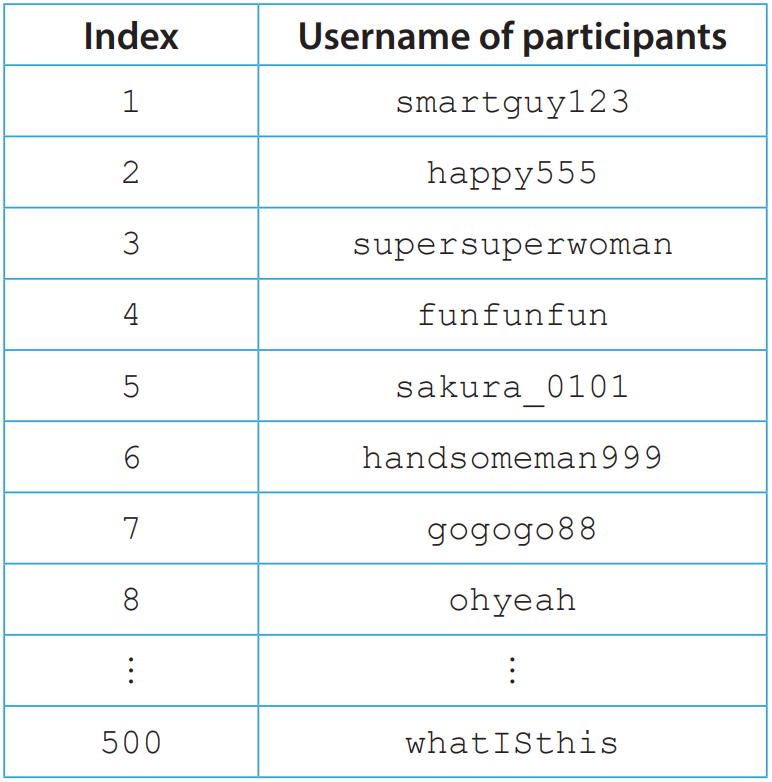 Index Username of participants
1 smartguy123
2 happy555
3 supersuperwoman
4 funfunfun
5 sakura_0101
6 handsomeman999
7 gogogo88
8 ohyeah
⋮ ⋮
500 whatISthis